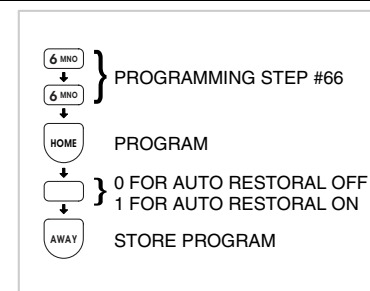 6 MNO
PROGRAMMING STEP #66
6 MNO
HOME
PROGRAM
0 FOR AUTO RESTORAL OFF
1 FOR AUTO RESTORAL ON
AWAY
STORE PROGRAM